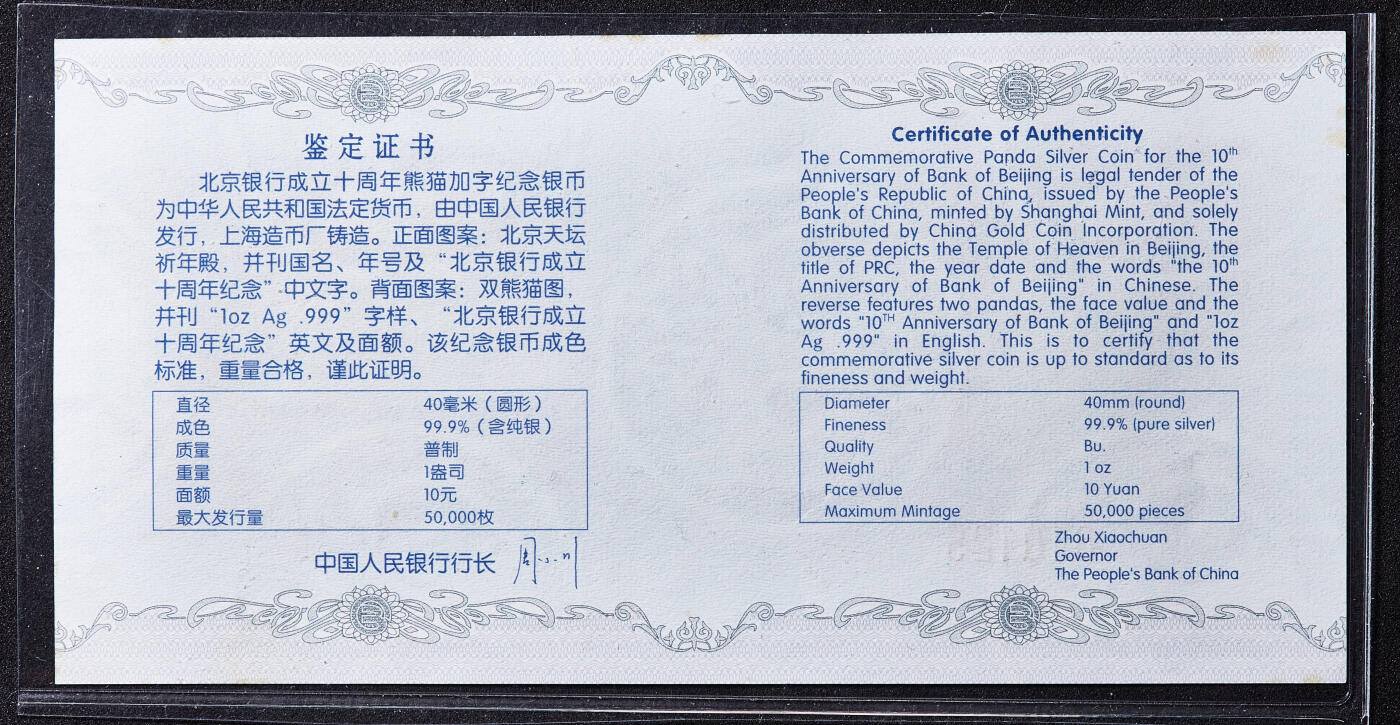 鉴定证书
北京银行成立十周年熊猫加字纪念银币
为中华人民共和国法定货币，由中国人民银行
发行，上海造币厂铸造。正面图案：北京天坛
祈年殿，并刊国名、年号及“北京银行成立
十周年纪念”中文字。背面图案：双熊猫图，
并刊“1oz Ag .999”字样、“北京银行成立
十周年纪念”英文及面额。该纪念银币成色
标准，重量合格，谨此证明。
直径 40毫米（圆形）
成色 99.9%（含纯银）
质量 普制
重量 1盎司
面额 10元
最大发行量 50,000枚
中国人民银行行长
Certificate of Authenticity
The Commemorative Panda Silver Coin for the 10th
Anniversary of Bank of Beijing is legal tender of the
People's Republic of China, issued by the People's
Bank of China, minted by Shanghai Mint, and solely
distributed by China Gold Coin Incorporation. The
obverse depicts the Temple of Heaven in Beijing, the
title of PRC, the year date and the words "the 10th
Anniversary of Bank of Beijing" in Chinese. The
reverse features two pandas, the face value and the
words "10TH Anniversary of Bank of Beijing" and "1oz
Ag .999" in English. This is to certify that the
commemorative silver coin is up to standard as to its
fineness and weight.
Diameter 40mm (round)
Fineness 99.9% (pure silver)
Quality Bu.
Weight 1 oz
Face Value 10 Yuan
Maximum Mintage 50,000 pieces
Zhou Xiaochuan
Governor
The People's Bank of China